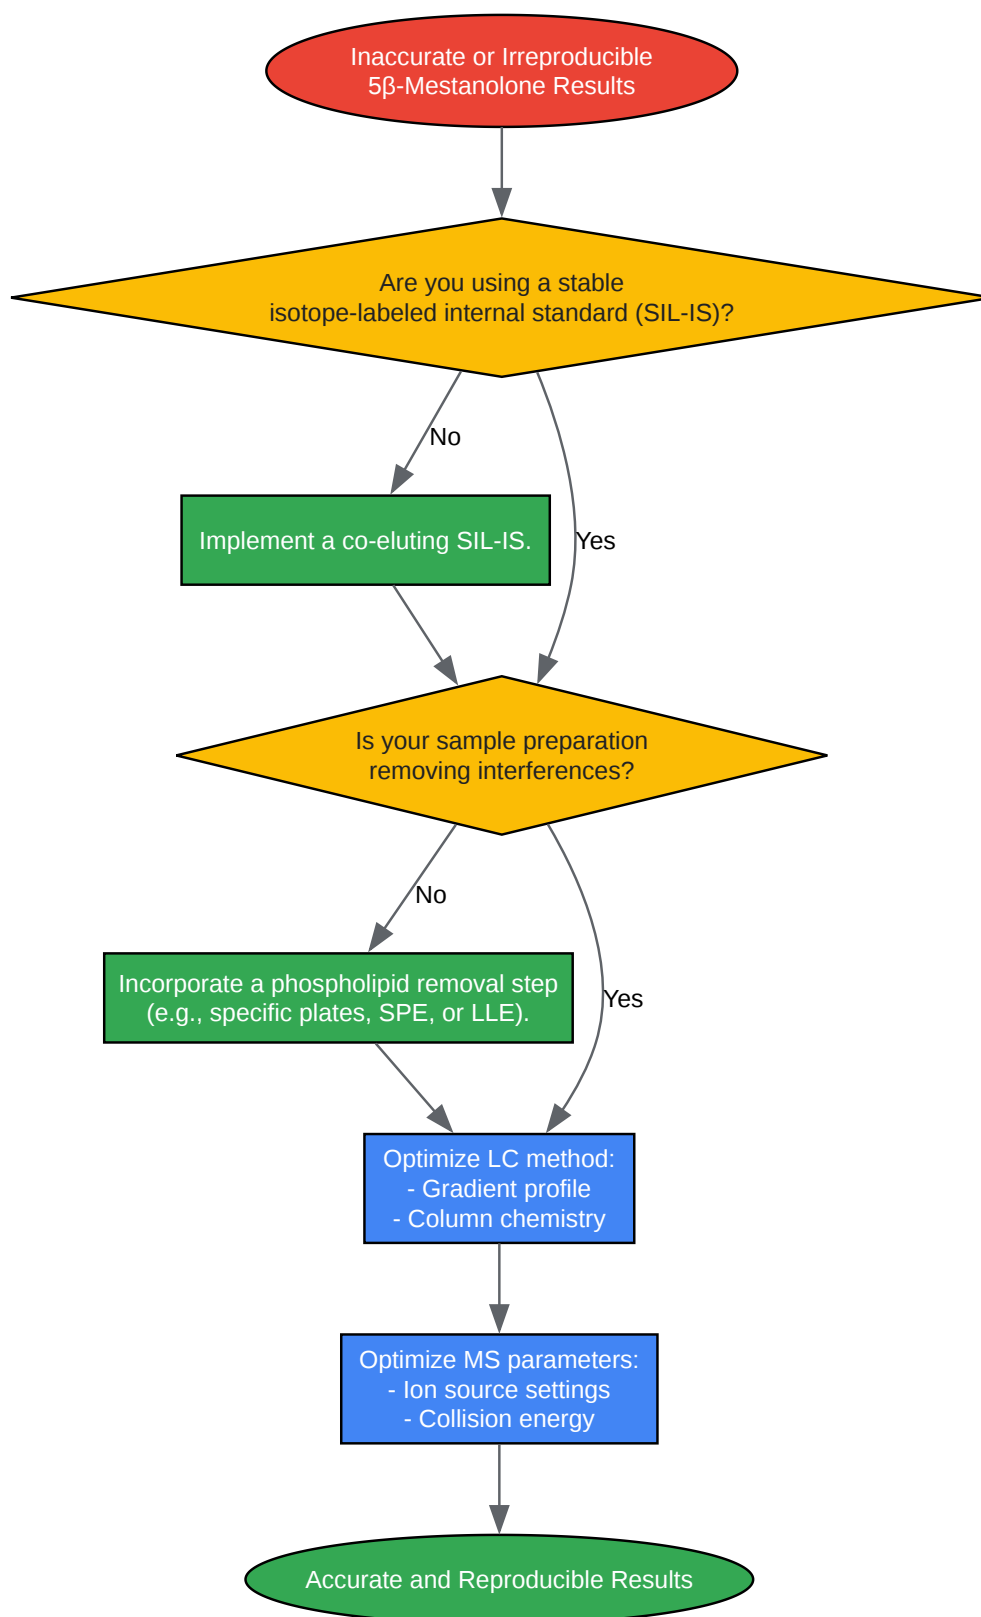 Inaccurate or Irreproducible
5β-Mestanolone Results
Are you using a stable
isotope-labeled internal standard (SIL-IS)?
No
Implement a co-eluting SIL-IS.
Yes
Is your sample preparation
removing interferences?
No
Incorporate a phospholipid removal step
(e.g., specific plates, SPE, or LLE).
Yes
Optimize LC method:
- Gradient profile
- Column chemistry
Optimize MS parameters:
- Ion source settings
- Collision energy
Accurate and Reproducible Results